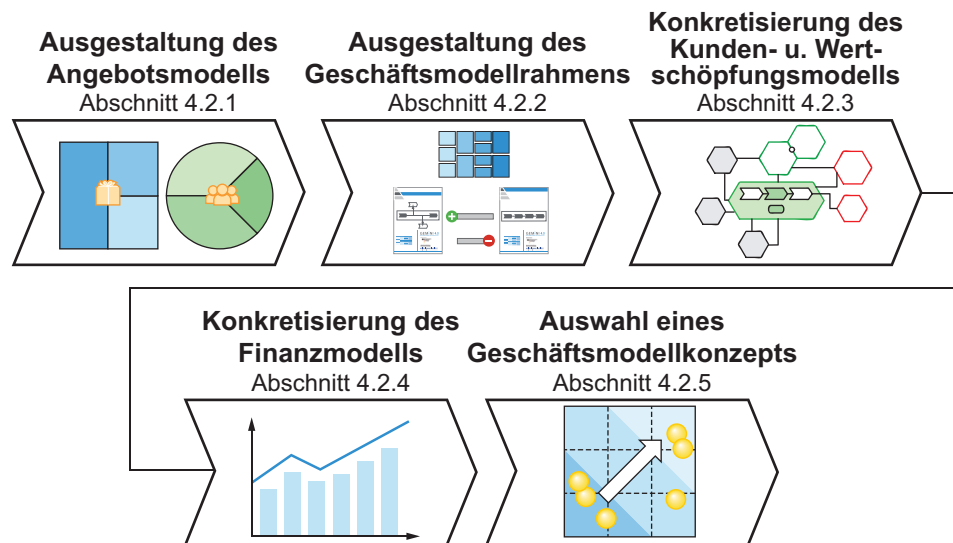 Ausgestaltung des
Angebotsmodells
Abschnitt 4.2.1
Ausgestaltung des
Geschäftsmodellrahmens
Abschnitt 4.2.2
Konkretisierung des
Kunden- u. Wert-
schöpfungsmodells
Abschnitt 4.2.3
Konkretisierung des
Finanzmodells
Abschnitt 4.2.4
Auswahl eines
Geschäftsmodellkonzepts
Abschnitt 4.2.5